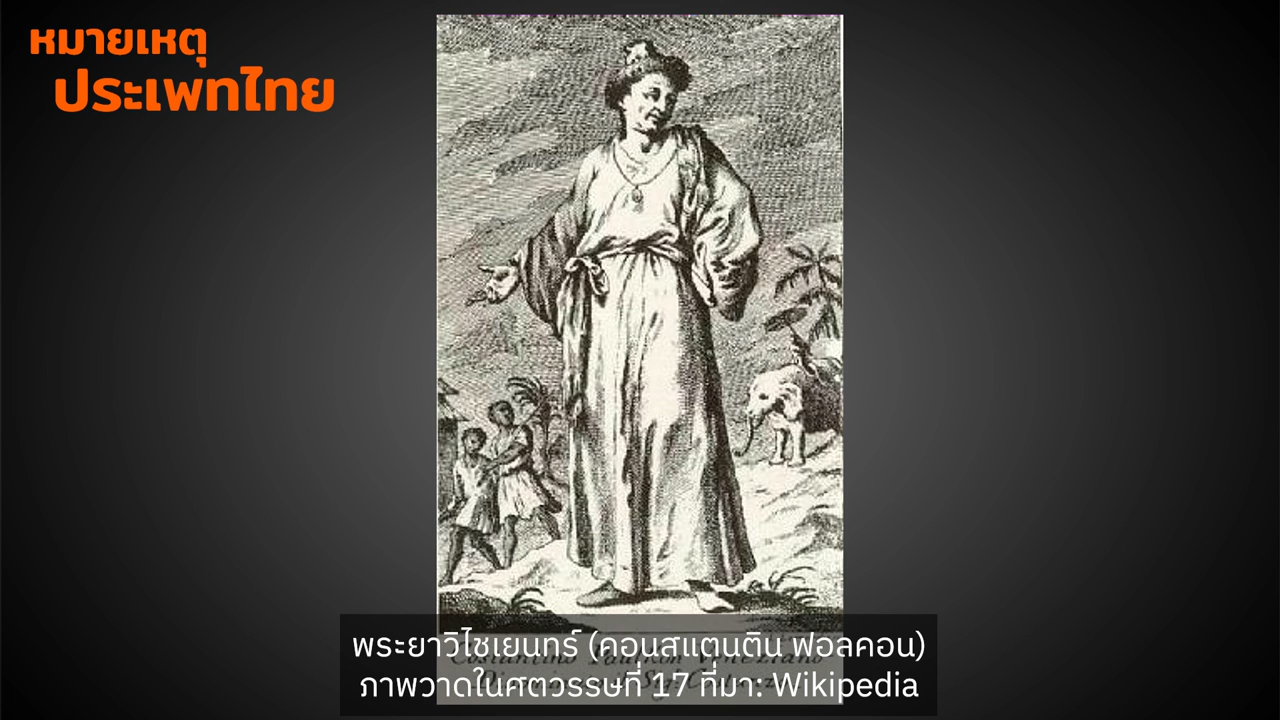 หมายเหตุ
ประเพทไทย
พระยาวิไชเยนทร์ (คอนสแตนติน ฟอลคอน)
ภาพวาดในศตวรรษที่ 17 ที่มา: Wikipedia